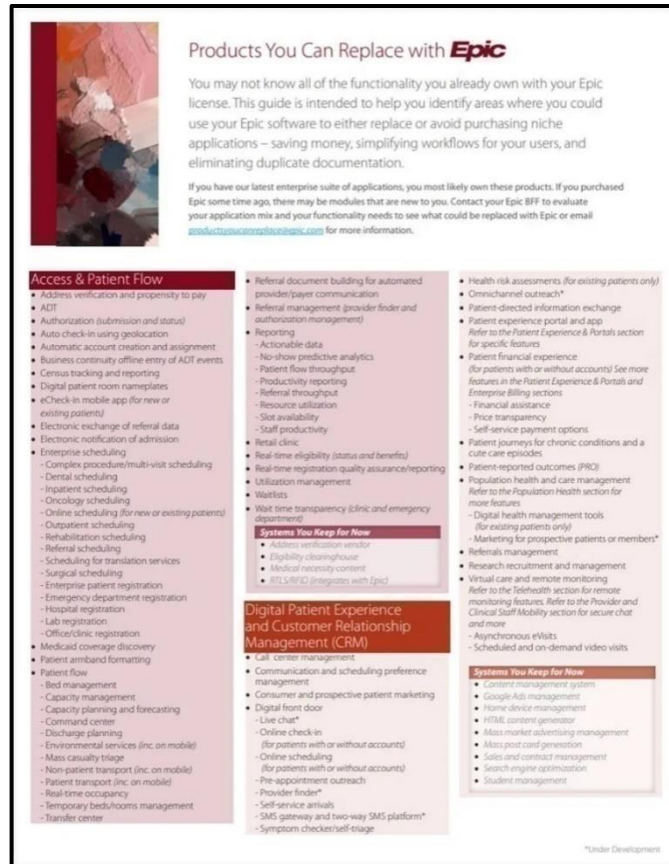 Products You Can Replace with Epic
You may not know all of the functionality you already own with your Epic
license. This guide is intended to help you identify areas where you could
use your Epic software to either replace or avoid purchasing niche
applications – saving money, simplifying workflows for your users, and
eliminating duplicate documentation.
If you have our latest enterprise suite of applications, you most likely own these products. If you purchased
Epic some time ago, there may be modules that are new to you. Contact your Epic BFF to evaluate
your application mix and your functionality needs to see what could be replaced with Epic or email
productsyoucanreplace@epic.com for more information.
Access & Patient Flow
• Address verification and propensity to pay
• ADT
• Authorization (submission and status)
• Auto check-in using geolocation
• Automatic account creation and assignment
• Business continuity offline entry of ADT events
• Census tracking and reporting
• Digital patient room nameplates
• eCheck-in mobile app (for new or
existing patients)
• Electronic exchange of referral data
• Electronic notification of admission
• Enterprise scheduling
- Complex procedure/multi-visit scheduling
- Dental scheduling
- Inpatient scheduling
- Oncology scheduling
- Online scheduling (for new or existing patients)
- Outpatient scheduling
- Rehabilitation scheduling
- Referral scheduling
- Scheduling for translation services
- Surgical scheduling
- Enterprise patient registration
- Emergency department registration
- Hospital registration
- Lab registration
- Office/clinic registration
• Medicaid coverage discovery
• Patient armband formatting
• Patient flow
- Bed management
- Capacity management
- Capacity planning and forecasting
- Command center
- Discharge planning
- Environmental services (inc. on mobile)
- Mass casualty triage
- Non-patient transport (inc. on mobile)
- Patient transport (inc. on mobile)
- Real-time occupancy
- Temporary beds/rooms management
- Transfer center
• Referral document building for automated
provider/payer communication
• Referral management (provider finder and
authorization management)
• Reporting
- Actionable data
- No-show predictive analytics
- Patient flow throughput
- Productivity reporting
- Referral throughput
- Resource utilization
- Slot availability
- Staff productivity
• Retail clinic
• Real-time eligibility (status and benefits)
• Real-time registration quality assurance/reporting
• Utilization management
• Waitlists
• Wait time transparency (clinic and emergency
department)
Systems You Keep for Now
• Address verification vendor
• Eligibility clearinghouse
• Medical necessity content
• RTLS/RFID (integrates with Epic)
Digital Patient Experience
and Customer Relationship
Management (CRM)
• Call center management
• Communication and scheduling preference
management
• Consumer and prospective patient marketing
• Digital front door
- Live chat*
- Online check-in
(for patients with or without accounts)
- Online scheduling
(for patients with or without accounts)
- Pre-appointment outreach
- Provider finder*
- Self-service arrivals
- SMS gateway and two-way SMS platform*
- Symptom checker/self-triage
• Health risk assessments (for existing patients only)
• Omnichannel outreach*
• Patient-directed information exchange
• Patient experience portal and app
Refer to the Patient Experience & Portals section
for specific features
• Patient financial experience
(for patients with or without accounts) See more
features in the Patient Experience & Portals and
Enterprise Billing sections
- Financial assistance
- Price transparency
- Self-service payment options
• Patient journeys for chronic conditions and a
cute care episodes
• Patient-reported outcomes (PRO)
• Population health and care management
Refer to the Population Health section for
more features
- Digital health management tools
(for existing patients only)
- Marketing for prospective patients or members*
• Referrals management
• Research recruitment and management
• Virtual care and remote monitoring
Refer to the Telehealth section for remote
monitoring features. Refer to the Provider and
Clinical Staff Mobility section for secure chat
and more
- Asynchronous eVisits
- Scheduled and on-demand video visits
Systems You Keep for Now
• Content management system
• Google Ads management
• Home device management
• HTML content generator
• Mass market advertising management
• Mass post card generation
• Sales and contract management
• Search engine optimization
• Student management
*Under Development